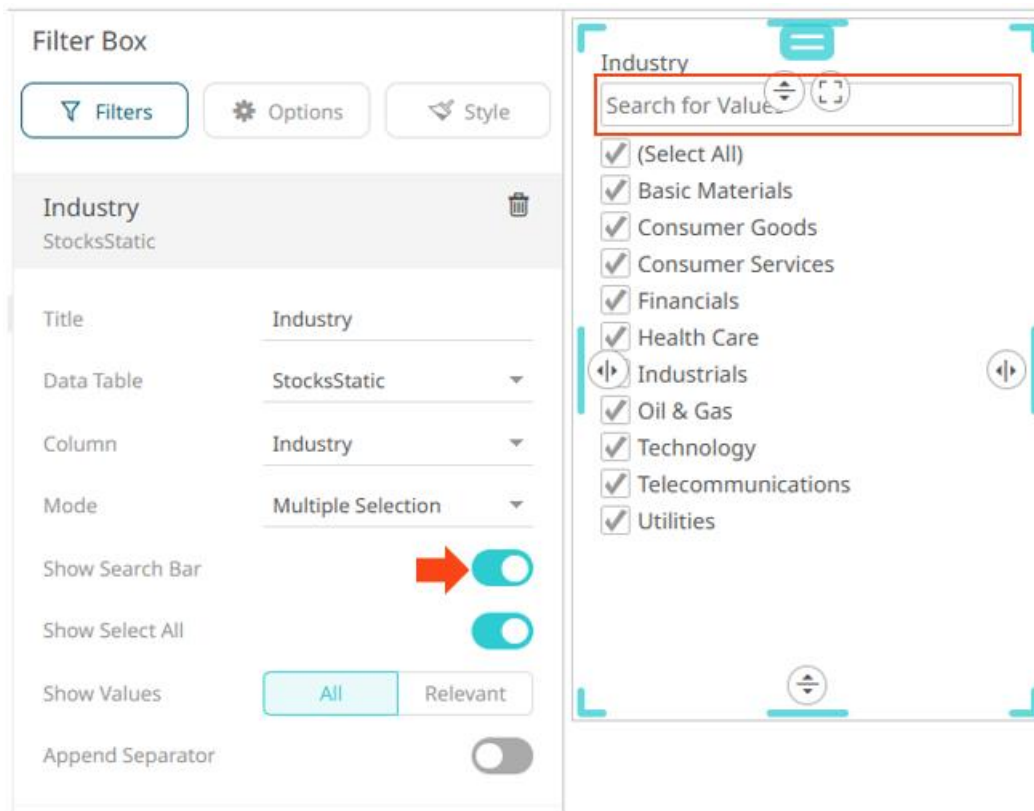 Filter Box
Filters
Options
Style
Industry
StocksStatic
Title
Industry
Data Table
StocksStatic
Column
Industry
Mode
Multiple Selection
Show Search Bar
Show Select All
Show Values
All
Relevant
Append Separator
Industry
Search for Values
(Select All)
Basic Materials
Consumer Goods
Consumer Services
Financials
Health Care
Industrials
Oil & Gas
Technology
Telecommunications
Utilities